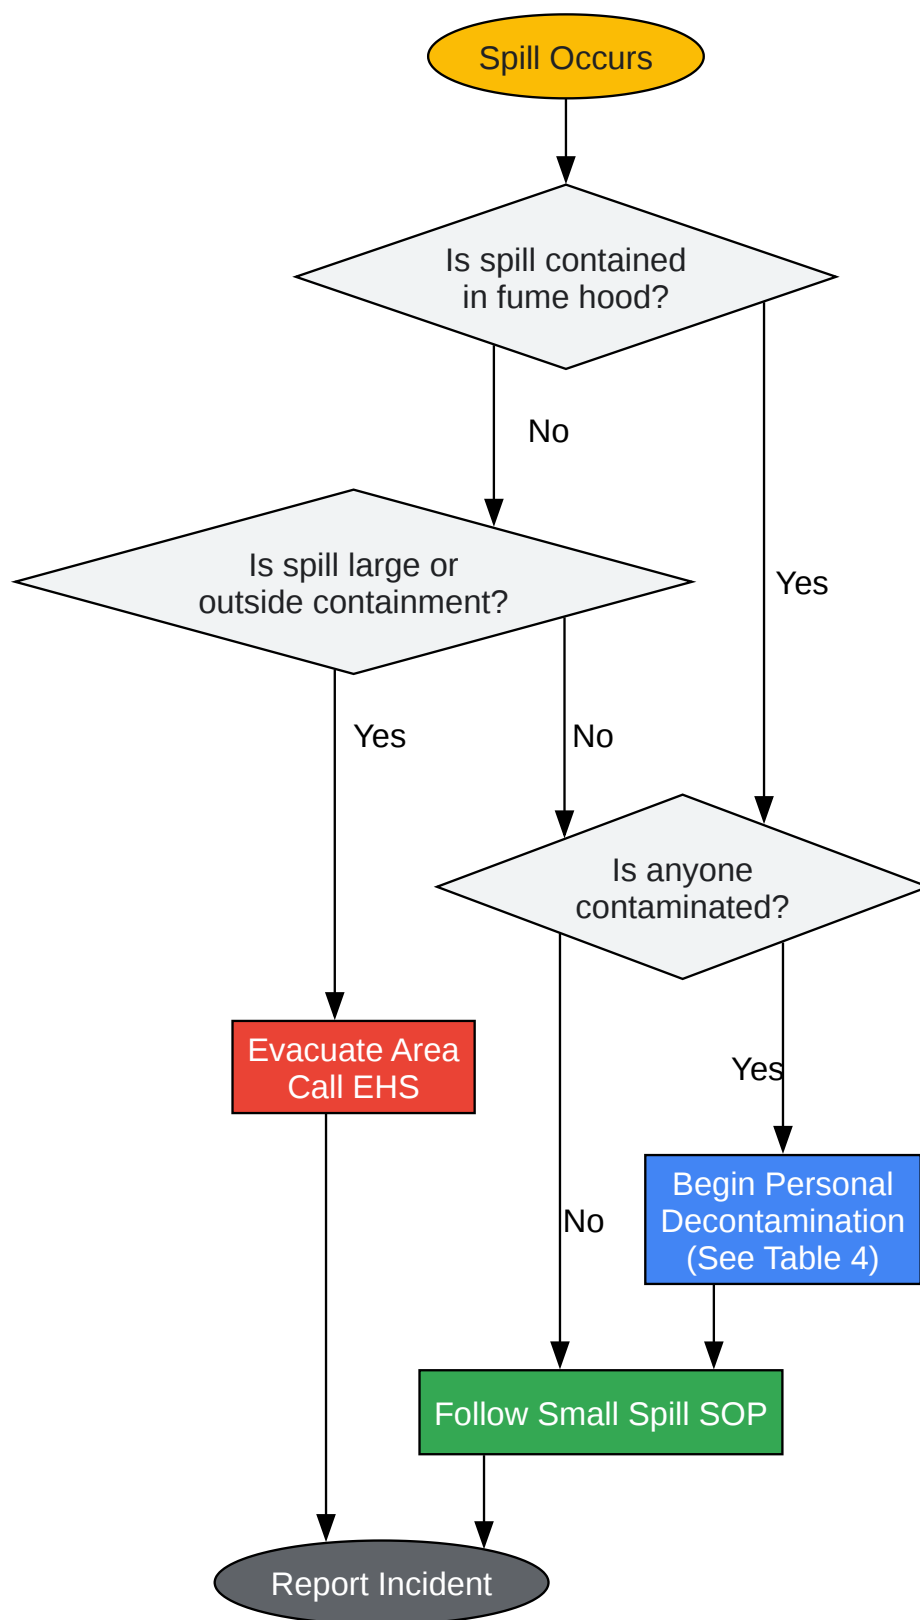 Spill Occurs
Is spill contained
in fume hood?
No
Is spill large or
outside containment?
Yes
Yes
No
Is anyone
contaminated?
Evacuate Area
Call EHS
Yes
Begin Personal
Decontamination
(See Table 4)
No
Follow Small Spill SOP
Report Incident